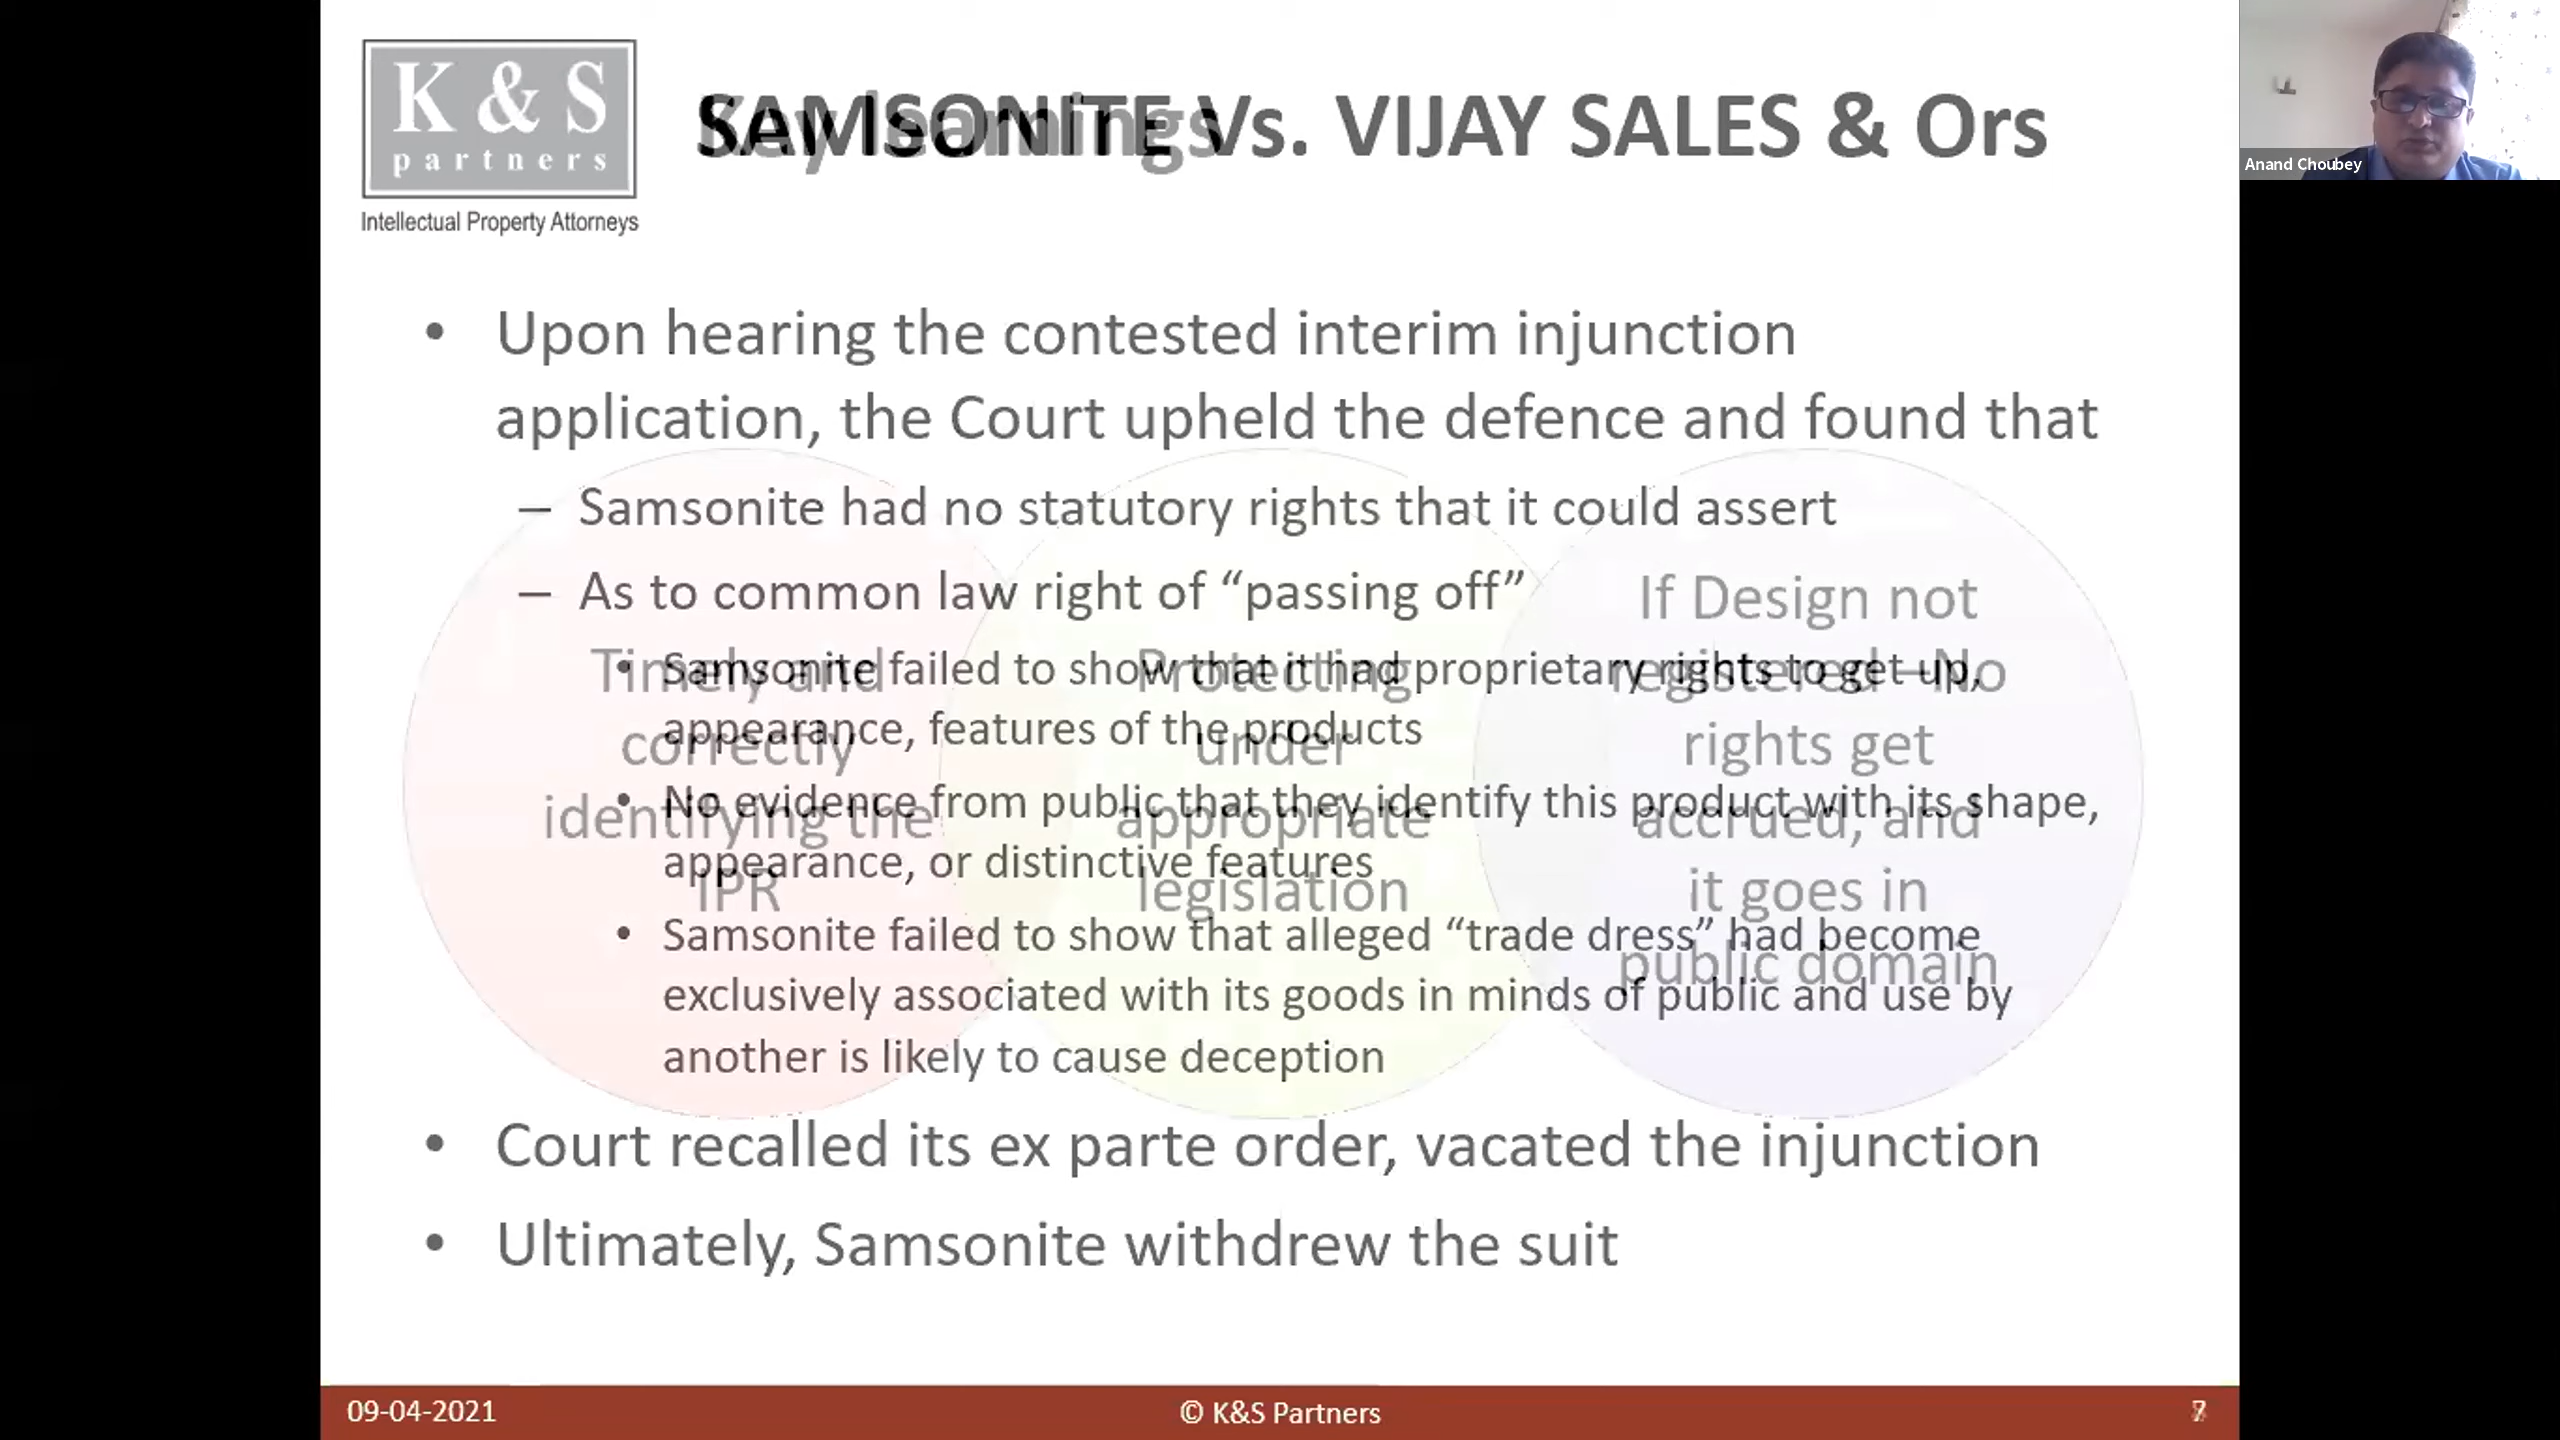 K & S
partners
Intellectual Property Attorneys
SAMSONITE Vs. VIJAY SALES & Ors
Key learnings
• Upon hearing the contested interim injunction
application, the Court upheld the defence and found that
– Samsonite had no statutory rights that it could assert
– As to common law right of “passing off”
• Samsonite failed to show that it had proprietary rights to get-up,
appearance, features of the products
• No evidence from public that they identify this product with its shape,
appearance, or distinctive features
• Samsonite failed to show that alleged “trade dress” had become
exclusively associated with its goods in minds of public and use by
another is likely to cause deception
• Court recalled its ex parte order, vacated the injunction
• Ultimately, Samsonite withdrew the suit
Timely and
correctly
identifying the
IPR
Protecting
under
appropriate
legislation
If Design not
registered –No
rights get
accrued, and
it goes in
public domain
09-04-2021
© K&S Partners
Anand Choubey